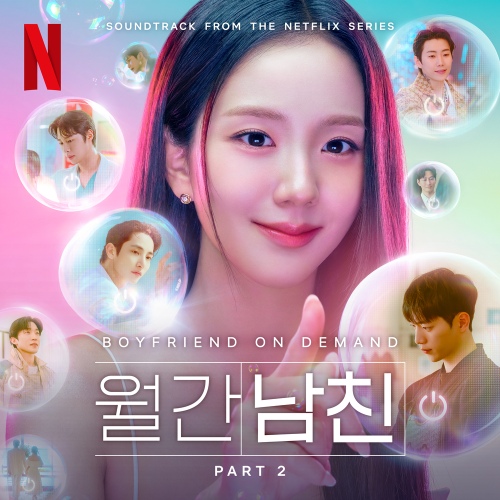 SOUNDTRACK FROM THE NETFLIX SERIES
N
BOYFRIEND ON DEMAND
월간남친
PART 2